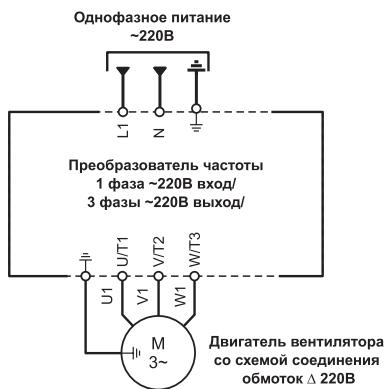 Однофазное питание
~220В
L1
N
Преобразователь частоты
1 фаза ~220В вход/
3 фазы ~220В выход/
U/T1
V/T2
W/T3
U1
V1
W1
M
3~
Двигатель вентилятора
со схемой соединения
обмоток Δ 220В